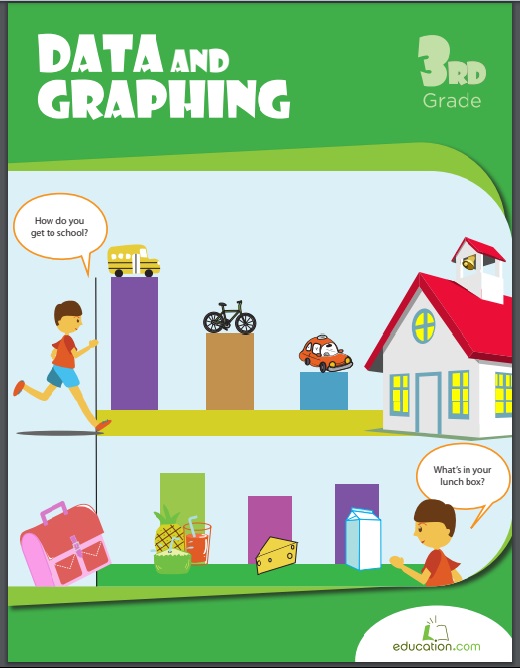 DATA AND
GRAPHING
3RD
Grade
How do you
get to school?
What's in your
lunch box?
education.com